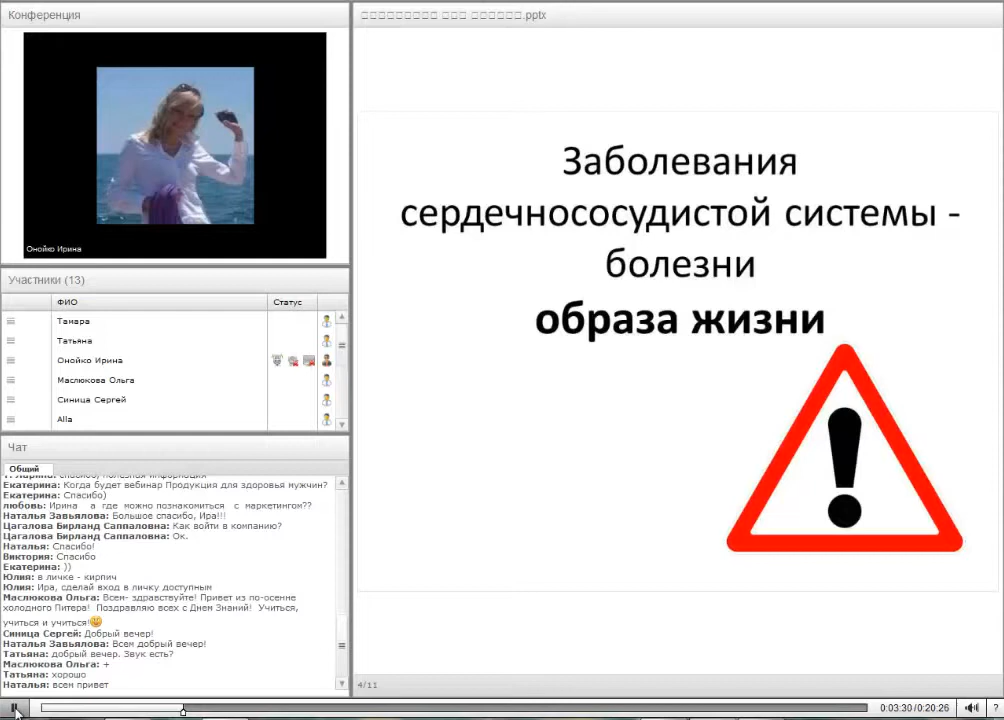 Конференция
Онойко Ирина
Участники (13)
ФИО Статус
Тамара
Татьяна
Онойко Ирина
Маслюкова Ольга
Синица Сергей
Alla
Чат
Общий
спасибо, полезная информация
Екатерина: Когда будет вебинар Продукция для здоровья мужчин?
Екатерина: Спасибо)
любовь: Ирина а где можно познакомиться с маркетингом??
Наталья Завьялова: Большое спасибо, Ира!!!
Цагалова Бирланд Саппаловна: Как войти в компанию?
Цагалова Бирланд Саппаловна: Ок.
Наталья: Спасибо!
Виктория: Спасибо
Екатерина: ))
Юлия: в личке - кирпич
Юлия: Ира, сделай вход в личку доступным
Маслюкова Ольга: Всем- здравствуйте! Привет из по-осенне
холодного Питера! Поздравляю всех с Днем Знаний! Учиться,
учиться и учиться!
Синица Сергей: Добрый вечер!
Наталья Завьялова: Всем добрый вечер!
Татьяна: добрый вечер. Звук есть?
Маслюкова Ольга: +
Татьяна: хорошо
Наталья: всем привет
.pptx
Заболевания
сердечнососудистой системы -
болезни
образа жизни
4/11
0:03:30/0:20:26
?